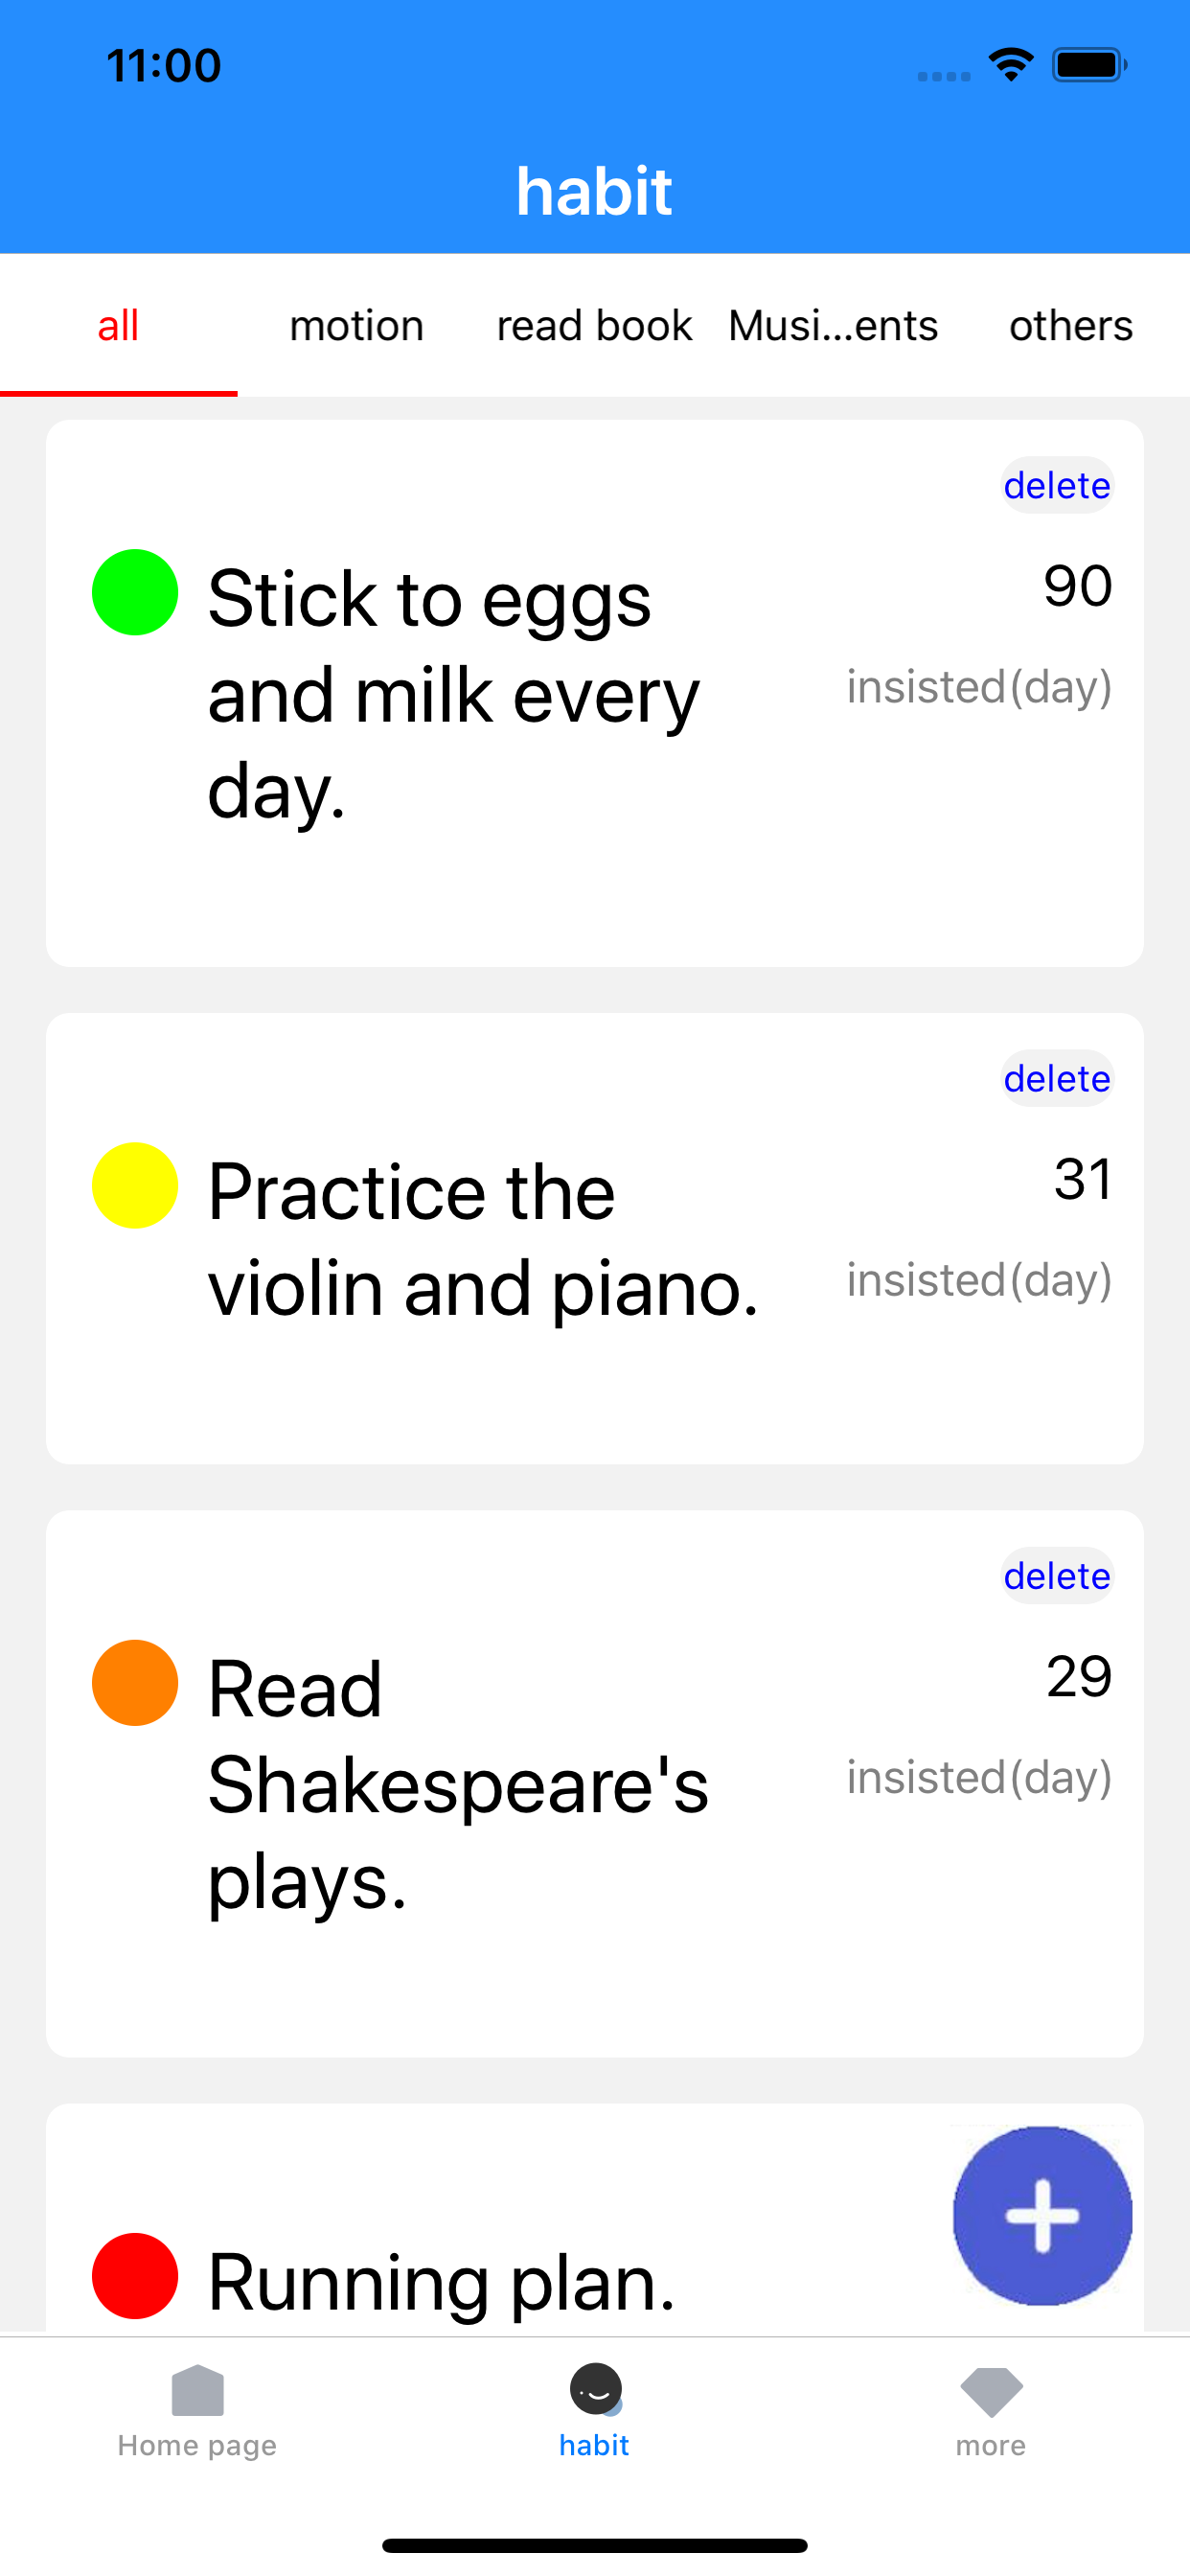 11:00
habit
all motion read book Musi...ents others
delete
Stick to eggs
and milk every
day.
90
insisted(day)
delete
Practice the
violin and piano.
31
insisted(day)
delete
Read
Shakespeare's
plays.
29
insisted(day)
Running plan.
Home page habit more